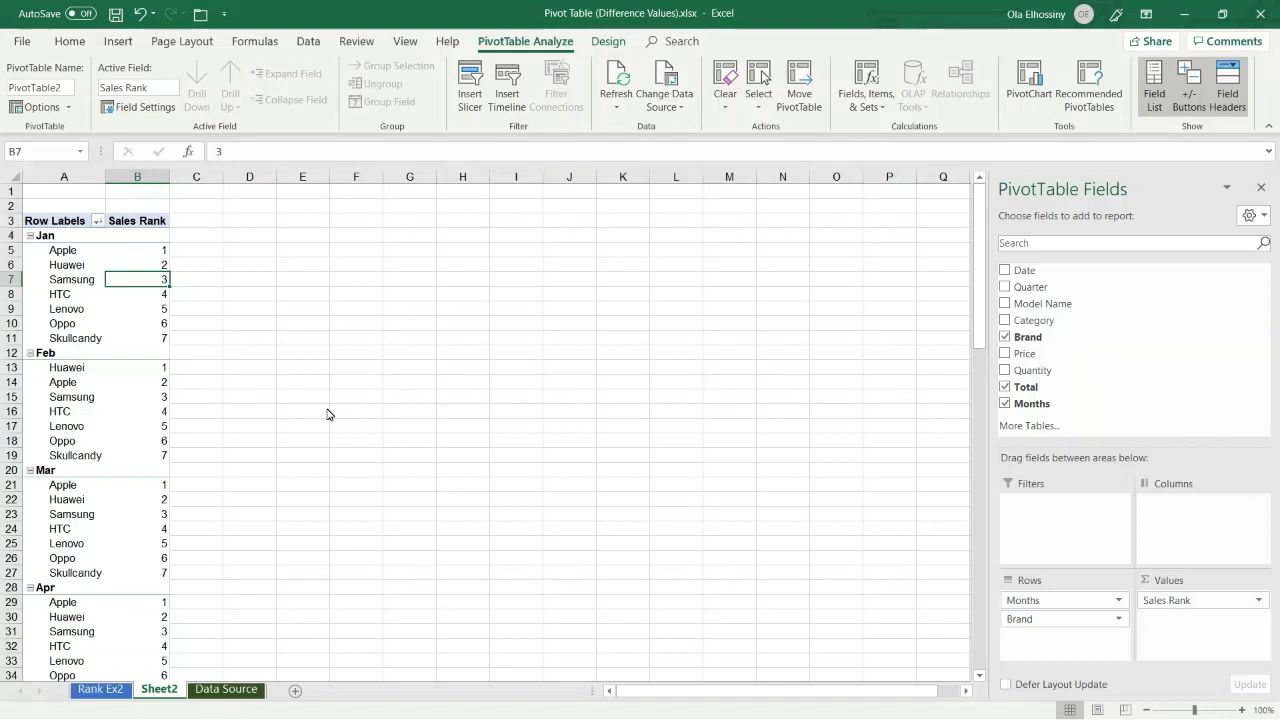 AutoSave Off Pivot Table (Difference Values).xlsx - Excel Ola Elhossiny OE
File Home Insert Page Layout Formulas Data Review View Help PivotTable Analyze Design Search Share Comments
PivotTable Name:
PivotTable2
Options
PivotTable
Active Field:
Sales Rank
Field Settings
Drill Down
Drill Up
Expand Field
Collapse Field
Active Field
Group Selection
Ungroup
Group Field
Group
Insert Slicer
Insert Timeline
Filter Connections
Filter
Refresh
Change Data Source
Data
Clear
Select
Move PivotTable
Actions
Fields, Items, & Sets
OLAP Tools
Relationships
Calculations
PivotChart
Recommended PivotTables
Tools
Field List
+/- Buttons
Field Headers
Show
B7 fx 3
A B C D E F G H I J K L M N O P Q
1
2
3 Row Labels Sales Rank
4 Jan
5 Apple 1
6 Huawei 2
7 Samsung 3
8 HTC 4
9 Lenovo 5
10 Oppo 6
11 Skullcandy 7
12 Feb
13 Huawei 1
14 Apple 2
15 Samsung 3
16 HTC 4
17 Lenovo 5
18 Oppo 6
19 Skullcandy 7
20 Mar
21 Apple 1
22 Huawei 2
23 Samsung 3
24 HTC 4
25 Lenovo 5
26 Oppo 6
27 Skullcandy 7
28 Apr
29 Apple 1
30 Huawei 2
31 Samsung 3
32 HTC 4
33 Lenovo 5
34 Oppo 6
PivotTable Fields
Choose fields to add to report:
Search
Date
Quarter
Model Name
Category
Brand
Price
Quantity
Total
Months
More Tables...
Drag fields between areas below:
Filters Columns
Rows Σ Values
Months Sales Rank
Brand
Defer Layout Update Update
Rank Ex2 Sheet2 Data Source
100%